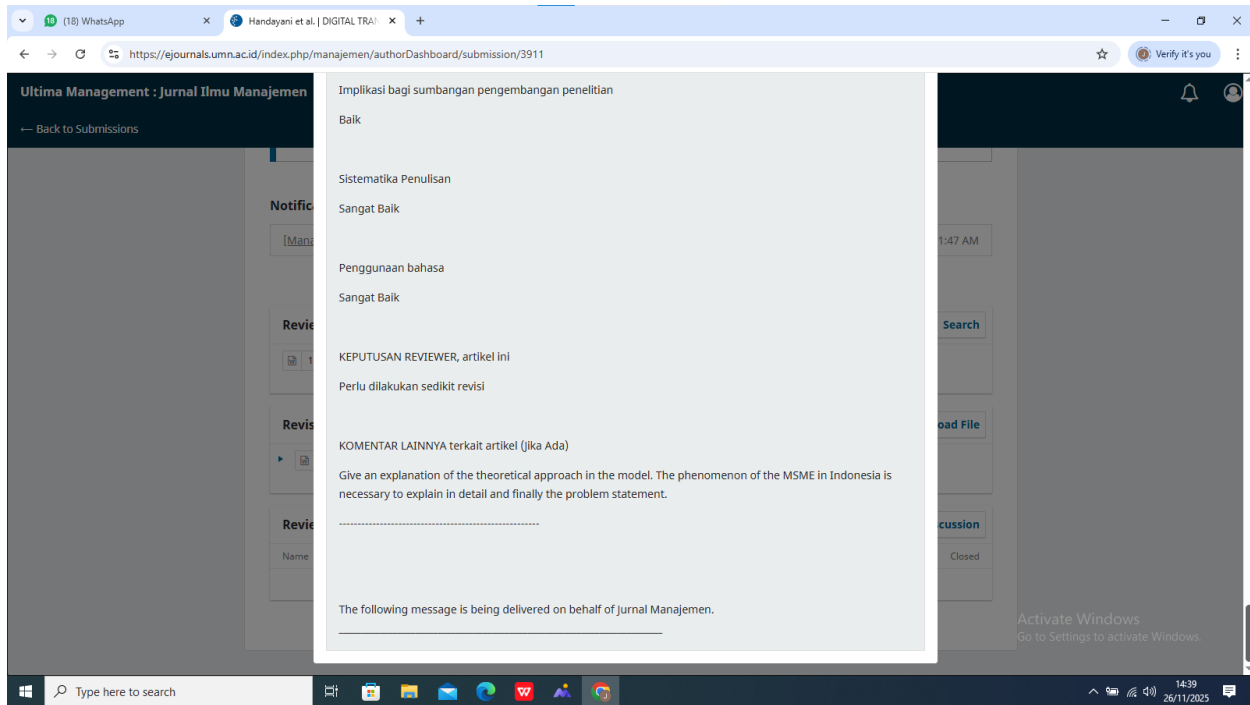 (18) WhatsApp
Handayani et al. | DIGITAL TRAN
https://ejournals.umn.ac.id/index.php/manajemen/authorDashboard/submission/3911
Verify it's you
Ultima Management : Jurnal Ilmu Manajemen
← Back to Submissions
Implikasi bagi sumbangan pengembangan penelitian
Baik
Sistematika Penulisan
Notific
Sangat Baik
[Mana
1:47 AM
Penggunaan bahasa
Sangat Baik
Revie
Search
1
KEPUTUSAN REVIEWER, artikel ini
Perlu dilakukan sedikit revisi
Revis
oad File
KOMENTAR LAINNYA terkait artikel (Jika Ada)
Give an explanation of the theoretical approach in the model. The phenomenon of the MSME in Indonesia is
necessary to explain in detail and finally the problem statement.
------------------------------------------------------
Revie
cussion
Name
Closed
The following message is being delivered on behalf of Jurnal Manajemen.
Activate Windows
Go to Settings to activate Windows.
Type here to search
14:39
26/11/2025